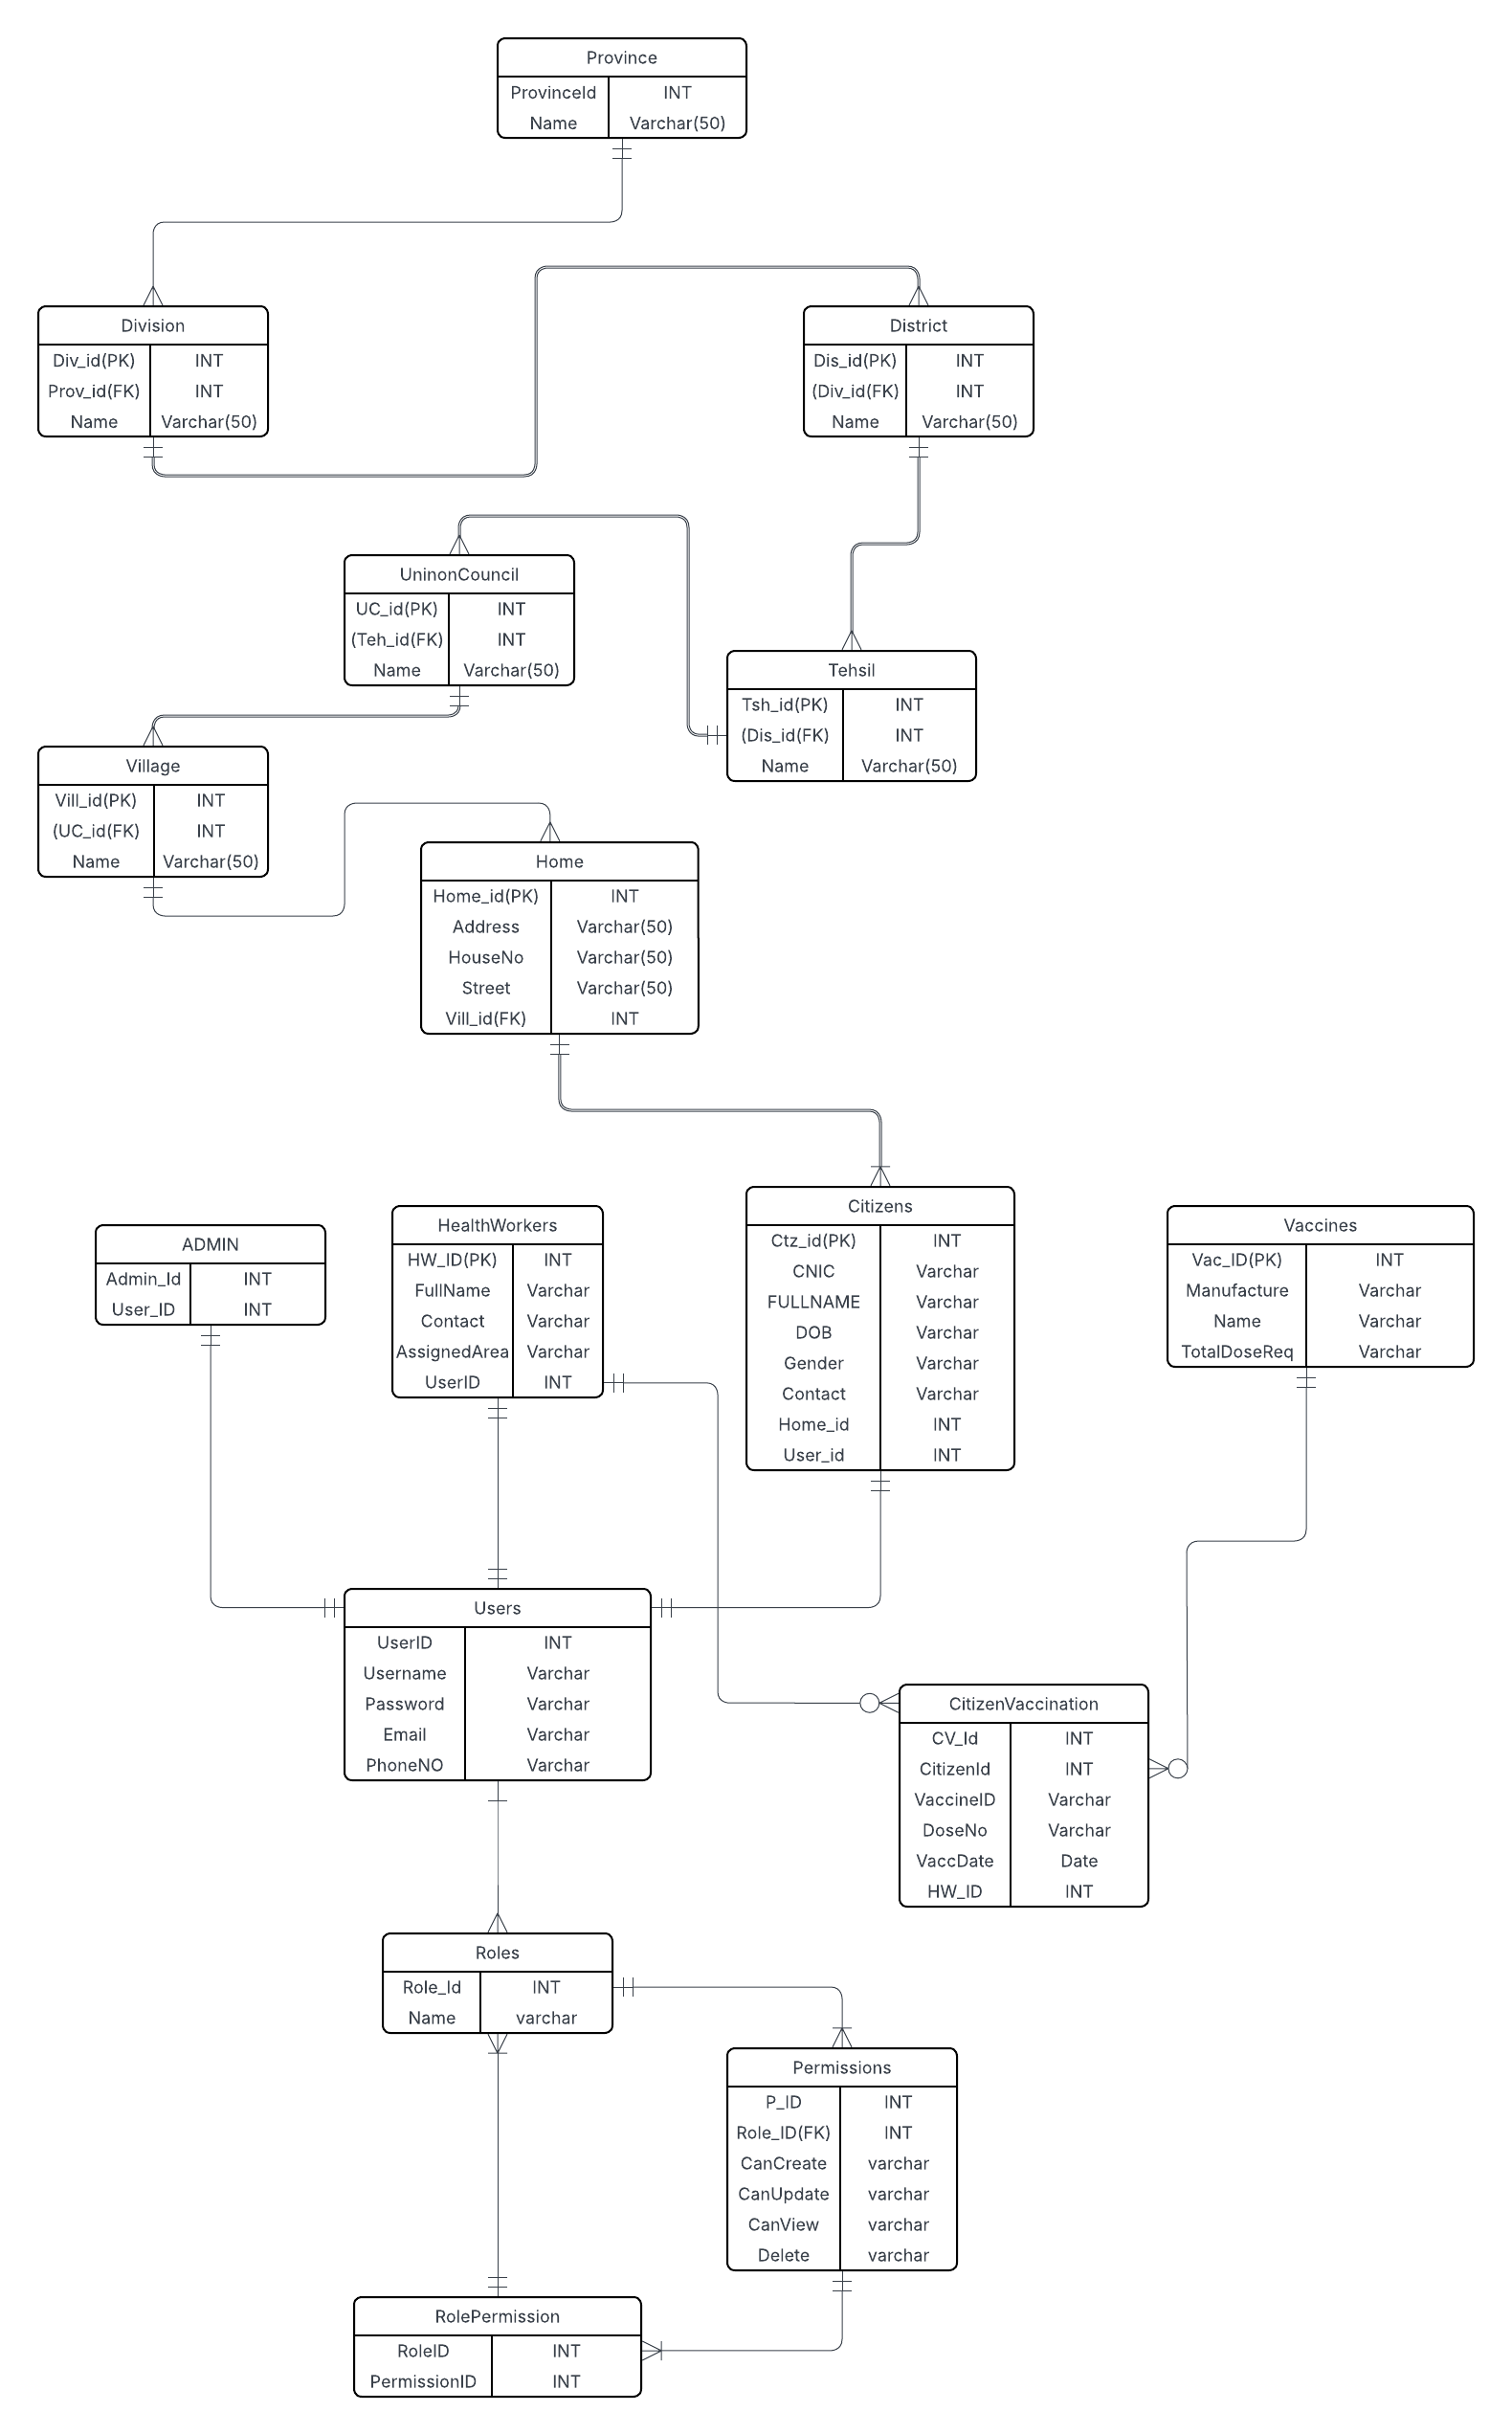 Province
ProvinceId INT
Name Varchar(50)
Division
Div_id(PK) INT
Prov_id(FK) INT
Name Varchar(50)
District
Dis_id(PK) INT
(Div_id(FK) INT
Name Varchar(50)
UninonCouncil
UC_id(PK) INT
(Teh_id(FK) INT
Name Varchar(50)
Tehsil
Tsh_id(PK) INT
(Dis_id(FK) INT
Name Varchar(50)
Village
Vill_id(PK) INT
(UC_id(FK) INT
Name Varchar(50)
Home
Home_id(PK) INT
Address Varchar(50)
HouseNo Varchar(50)
Street Varchar(50)
Vill_id(FK) INT
ADMIN
Admin_Id INT
User_ID INT
HealthWorkers
HW_ID(PK) INT
FullName Varchar
Contact Varchar
AssignedArea Varchar
UserID INT
Citizens
Ctz_id(PK) INT
CNIC Varchar
FULLNAME Varchar
DOB Varchar
Gender Varchar
Contact Varchar
Home_id INT
User_id INT
Vaccines
Vac_ID(PK) INT
Manufacture Varchar
Name Varchar
TotalDoseReq Varchar
Users
UserID INT
Username Varchar
Password Varchar
Email Varchar
PhoneNO Varchar
CitizenVaccination
CV_Id INT
CitizenId INT
VaccineID Varchar
DoseNo Varchar
VaccDate Date
HW_ID INT
Roles
Role_Id INT
Name varchar
Permissions
P_ID INT
Role_ID(FK) INT
CanCreate varchar
CanUpdate varchar
CanView varchar
Delete varchar
RolePermission
RoleID INT
PermissionID INT